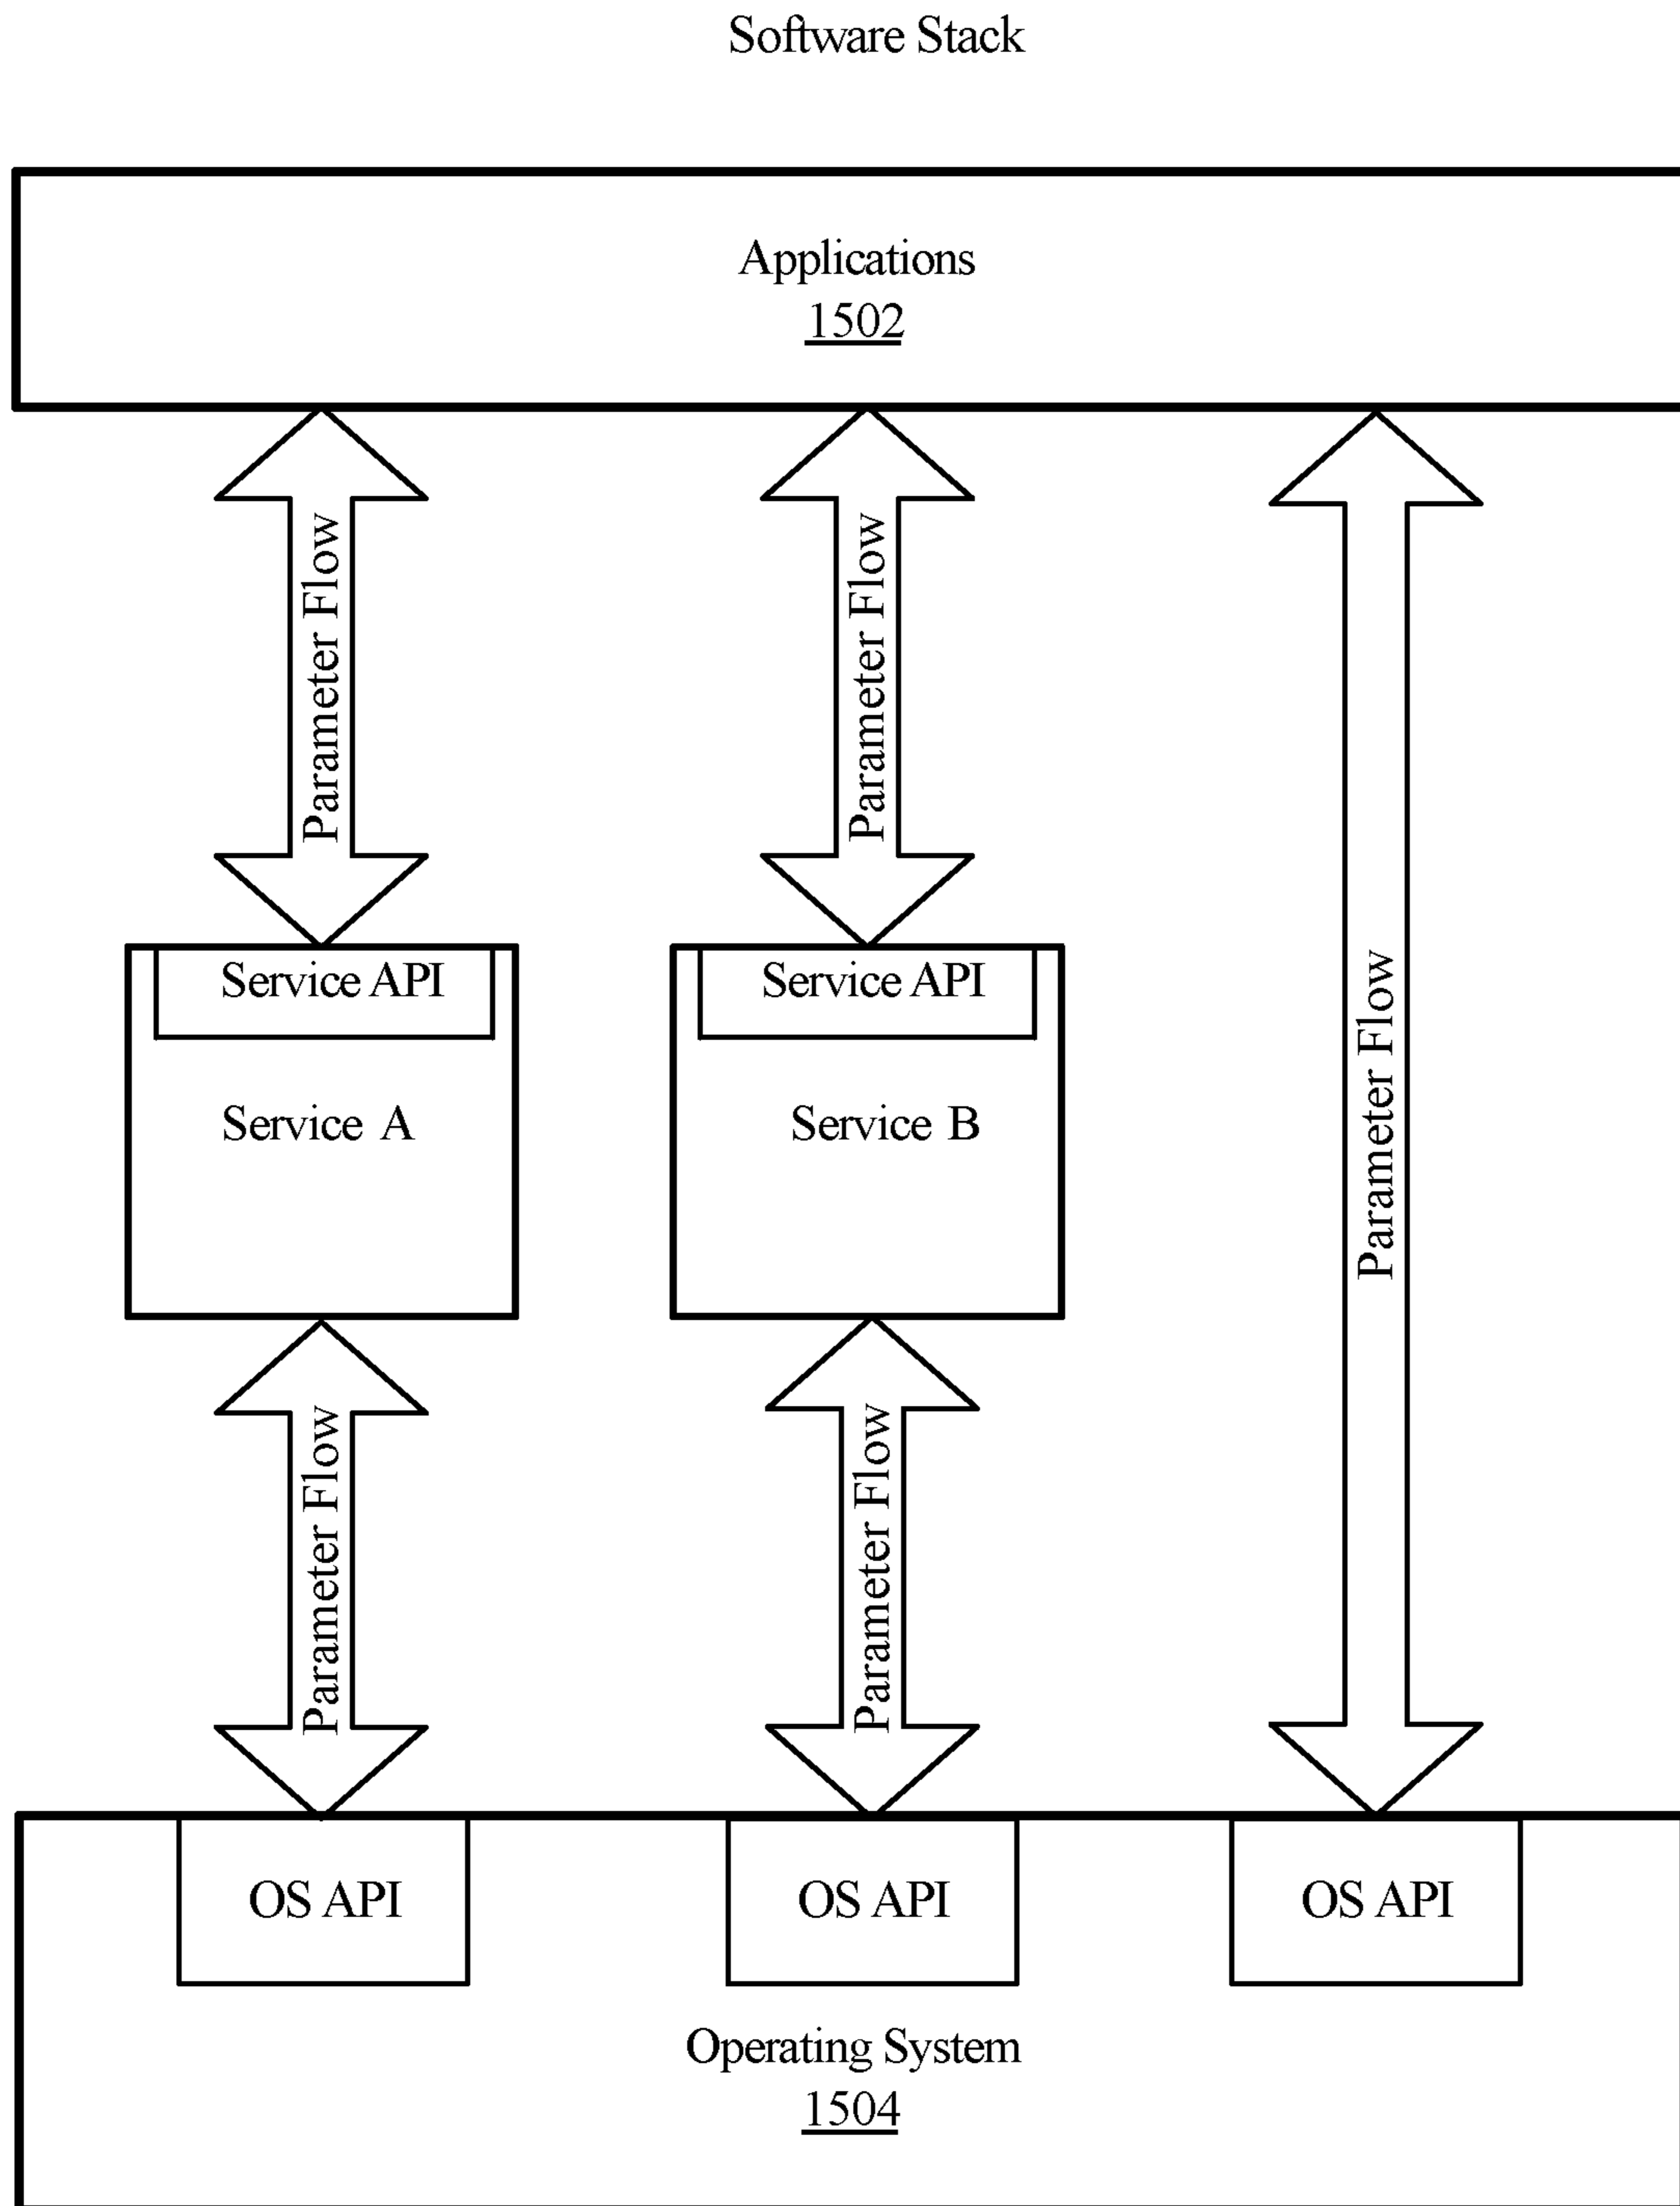 Software Stack
Applications
1502
Parameter Flow
Parameter Flow
Parameter Flow
Service API
Service API
Service A
Service B
Parameter Flow
Parameter Flow
OS API
OS API
OS API
Operating System
1504